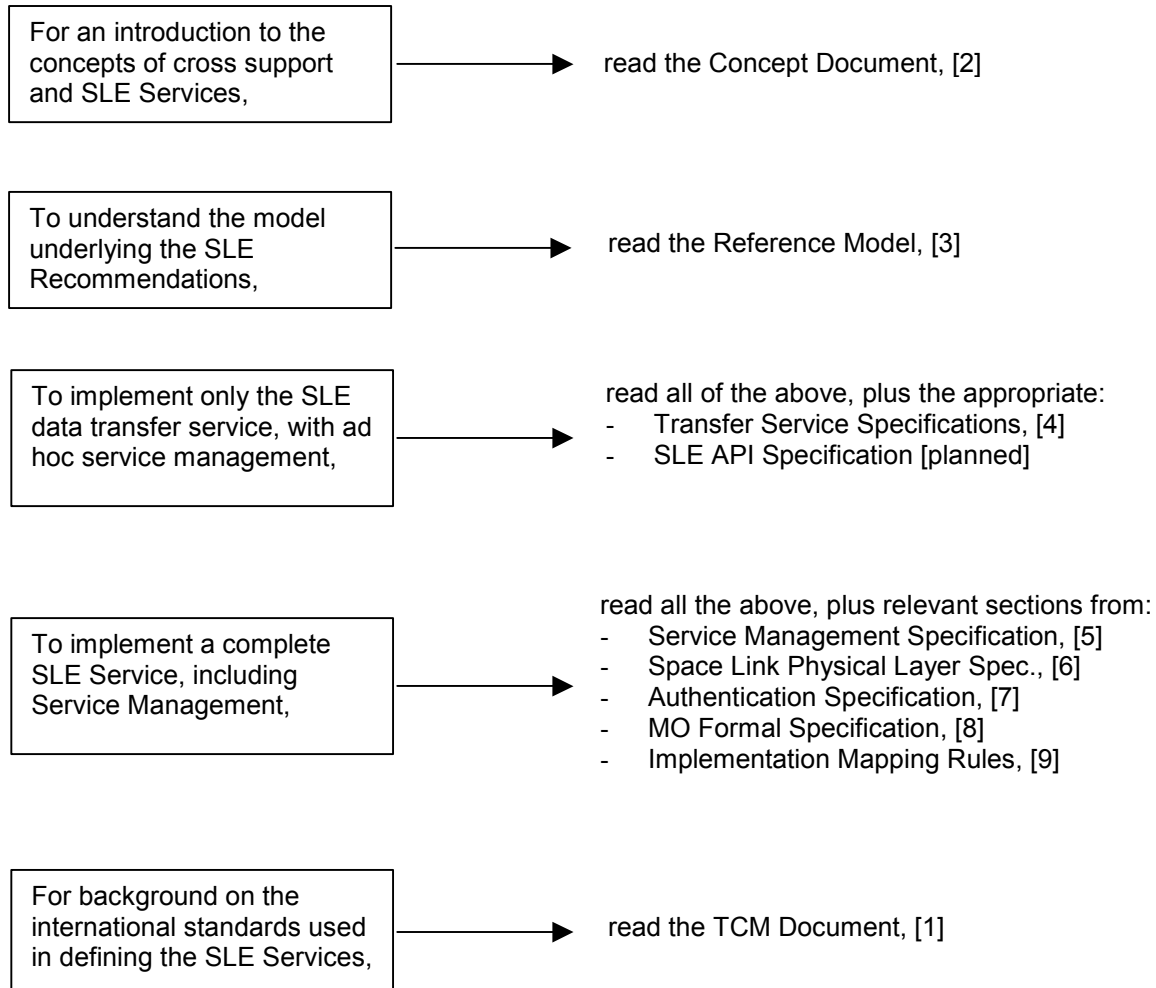 For an introduction to the
concepts of cross support
and SLE Services,
read the Concept Document, [2]
To understand the model
underlying the SLE
Recommendations,
read the Reference Model, [3]
To implement only the SLE
data transfer service, with ad
hoc service management,
read all of the above, plus the appropriate:
- Transfer Service Specifications, [4]
- SLE API Specification [planned]
To implement a complete
SLE Service, including
Service Management,
read all the above, plus relevant sections from:
- Service Management Specification, [5]
- Space Link Physical Layer Spec., [6]
- Authentication Specification, [7]
- MO Formal Specification, [8]
- Implementation Mapping Rules, [9]
For background on the
international standards used
in defining the SLE Services,
read the TCM Document, [1]